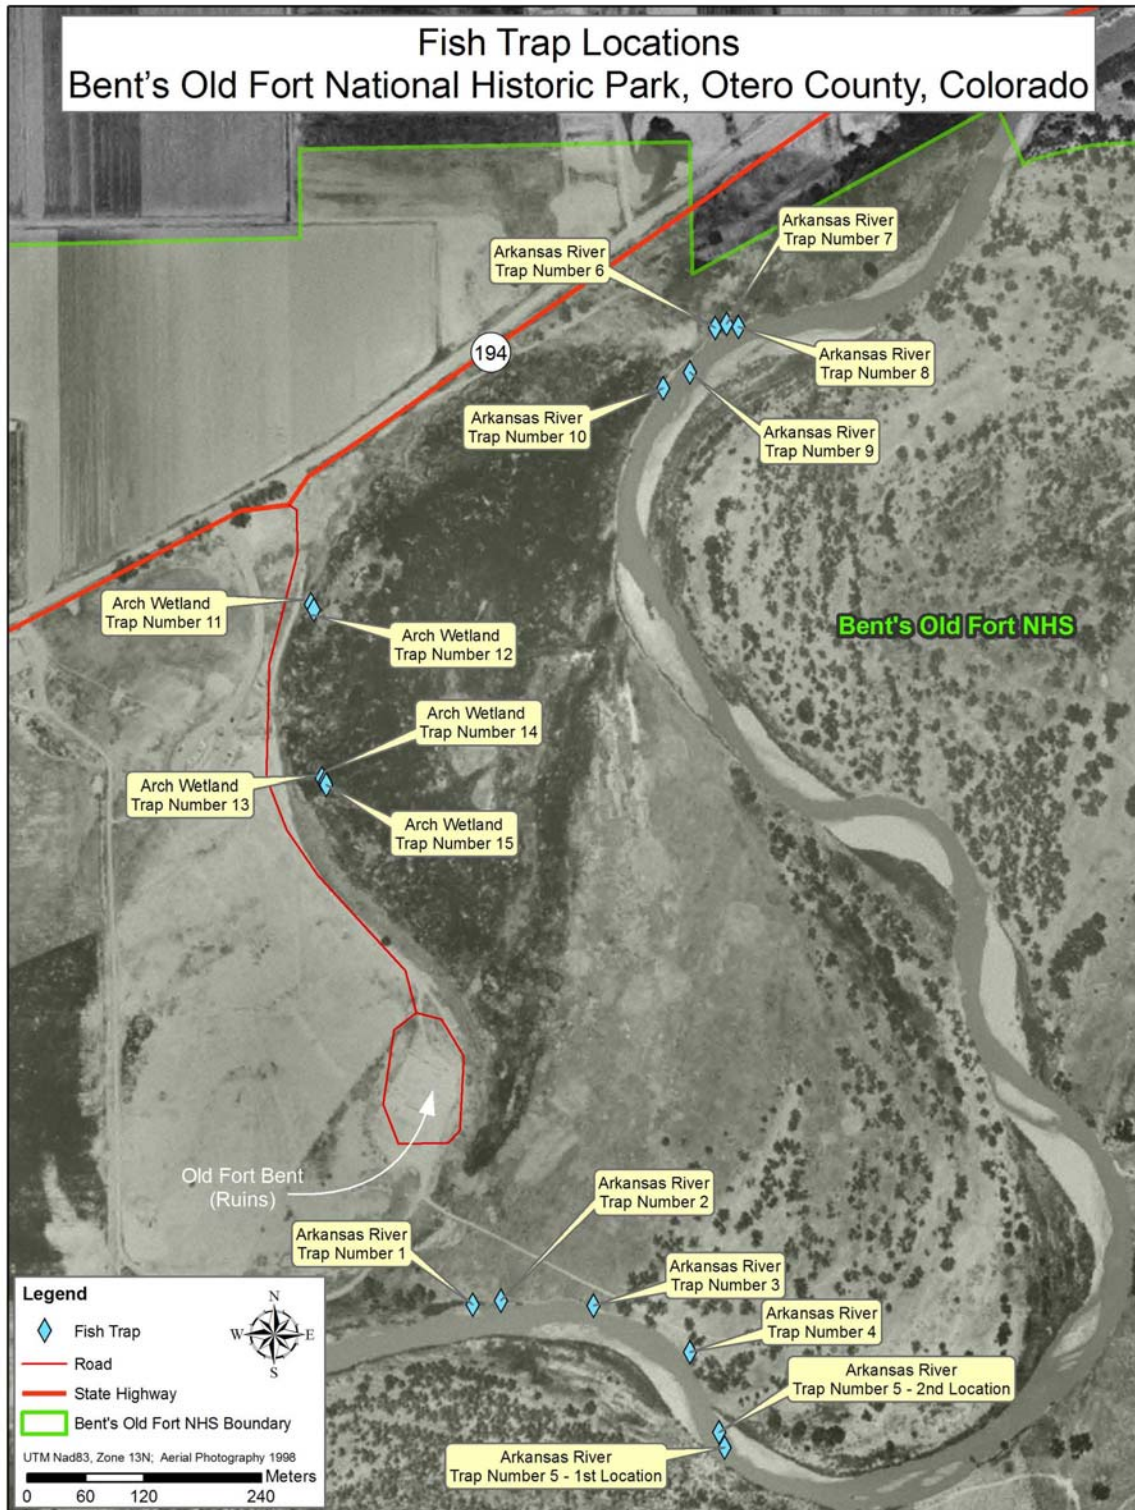 Fish Trap Locations
Bent's Old Fort National Historic Park, Otero County, Colorado
Arkansas River
Trap Number 7
Arkansas River
Trap Number 6
194
Arkansas River
Trap Number 8
Arkansas River
Trap Number 10
Arkansas River
Trap Number 9
Arch Wetland
Trap Number 11
Arch Wetland
Trap Number 12
Bent's Old Fort NHS
Arch Wetland
Trap Number 14
Arch Wetland
Trap Number 13
Arch Wetland
Trap Number 15
Old Fort Bent
(Ruins)
Arkansas River
Trap Number 2
Arkansas River
Trap Number 1
Arkansas River
Trap Number 3
Arkansas River
Trap Number 4
Arkansas River
Trap Number 5 - 2nd Location
Arkansas River
Trap Number 5 - 1st Location
Legend
N
W E
S
Fish Trap
Road
State Highway
Bent's Old Fort NHS Boundary
UTM Nad83, Zone 13N; Aerial Photography 1998
Meters
0 60 120 240